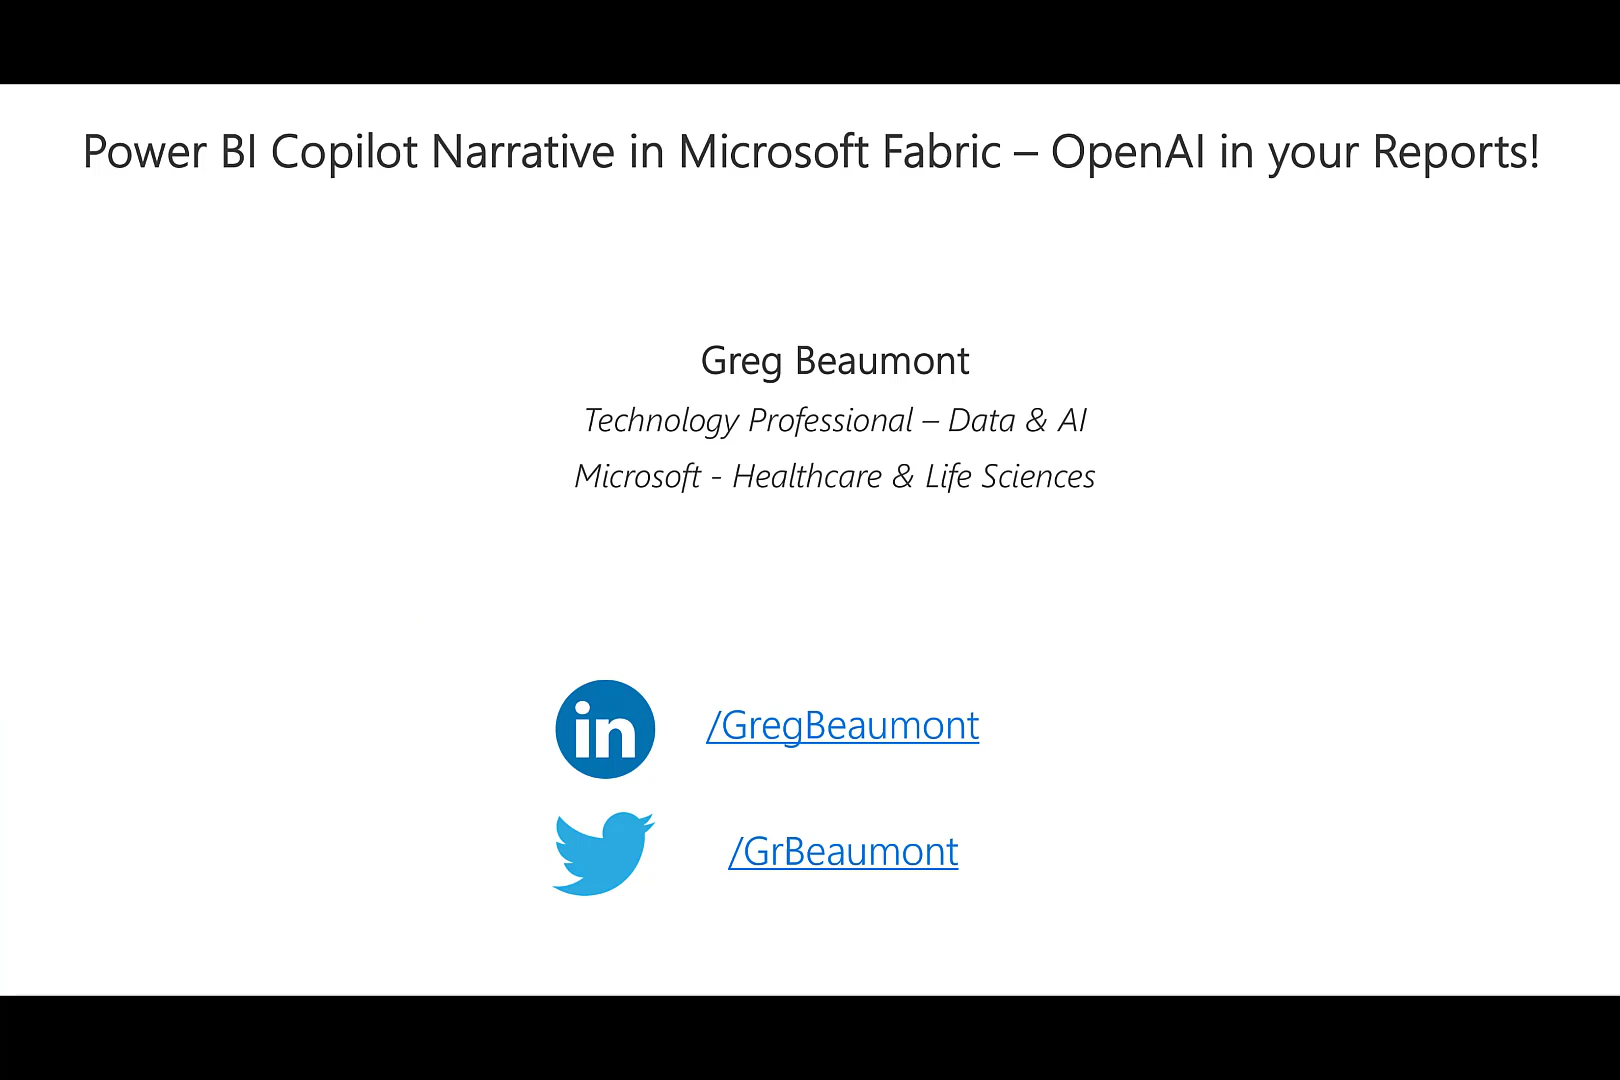 Power BI Copilot Narrative in Microsoft Fabric – OpenAI in your Reports!
Greg Beaumont
Technology Professional – Data & AI
Microsoft - Healthcare & Life Sciences
in /GregBeaumont
/GrBeaumont